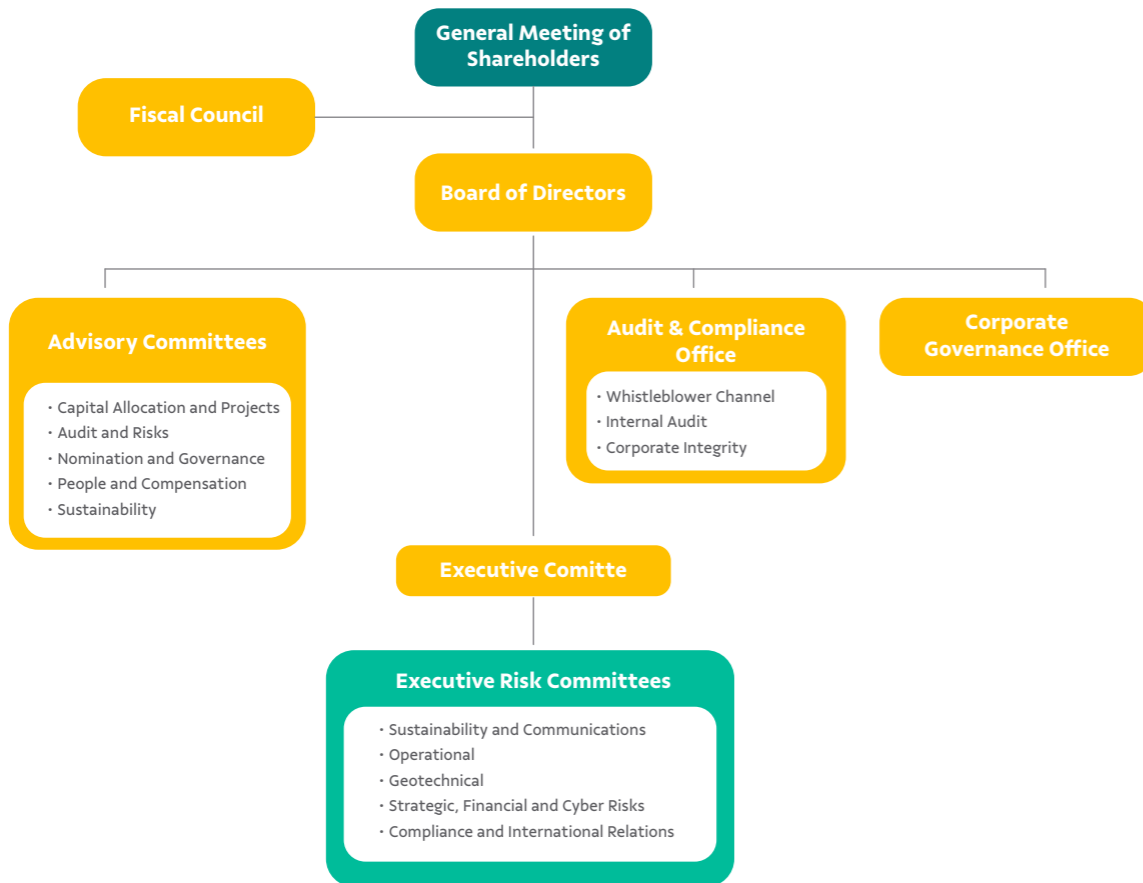 General Meeting of
Shareholders
Fiscal Council
Board of Directors
Advisory Committees
· Capital Allocation and Projects
· Audit and Risks
· Nomination and Governance
· People and Compensation
· Sustainability
Audit & Compliance
Office
· Whistleblower Channel
· Internal Audit
· Corporate Integrity
Corporate
Governance Office
Executive Comitte
Executive Risk Committees
· Sustainability and Communications
· Operational
· Geotechnical
· Strategic, Financial and Cyber Risks
· Compliance and International Relations